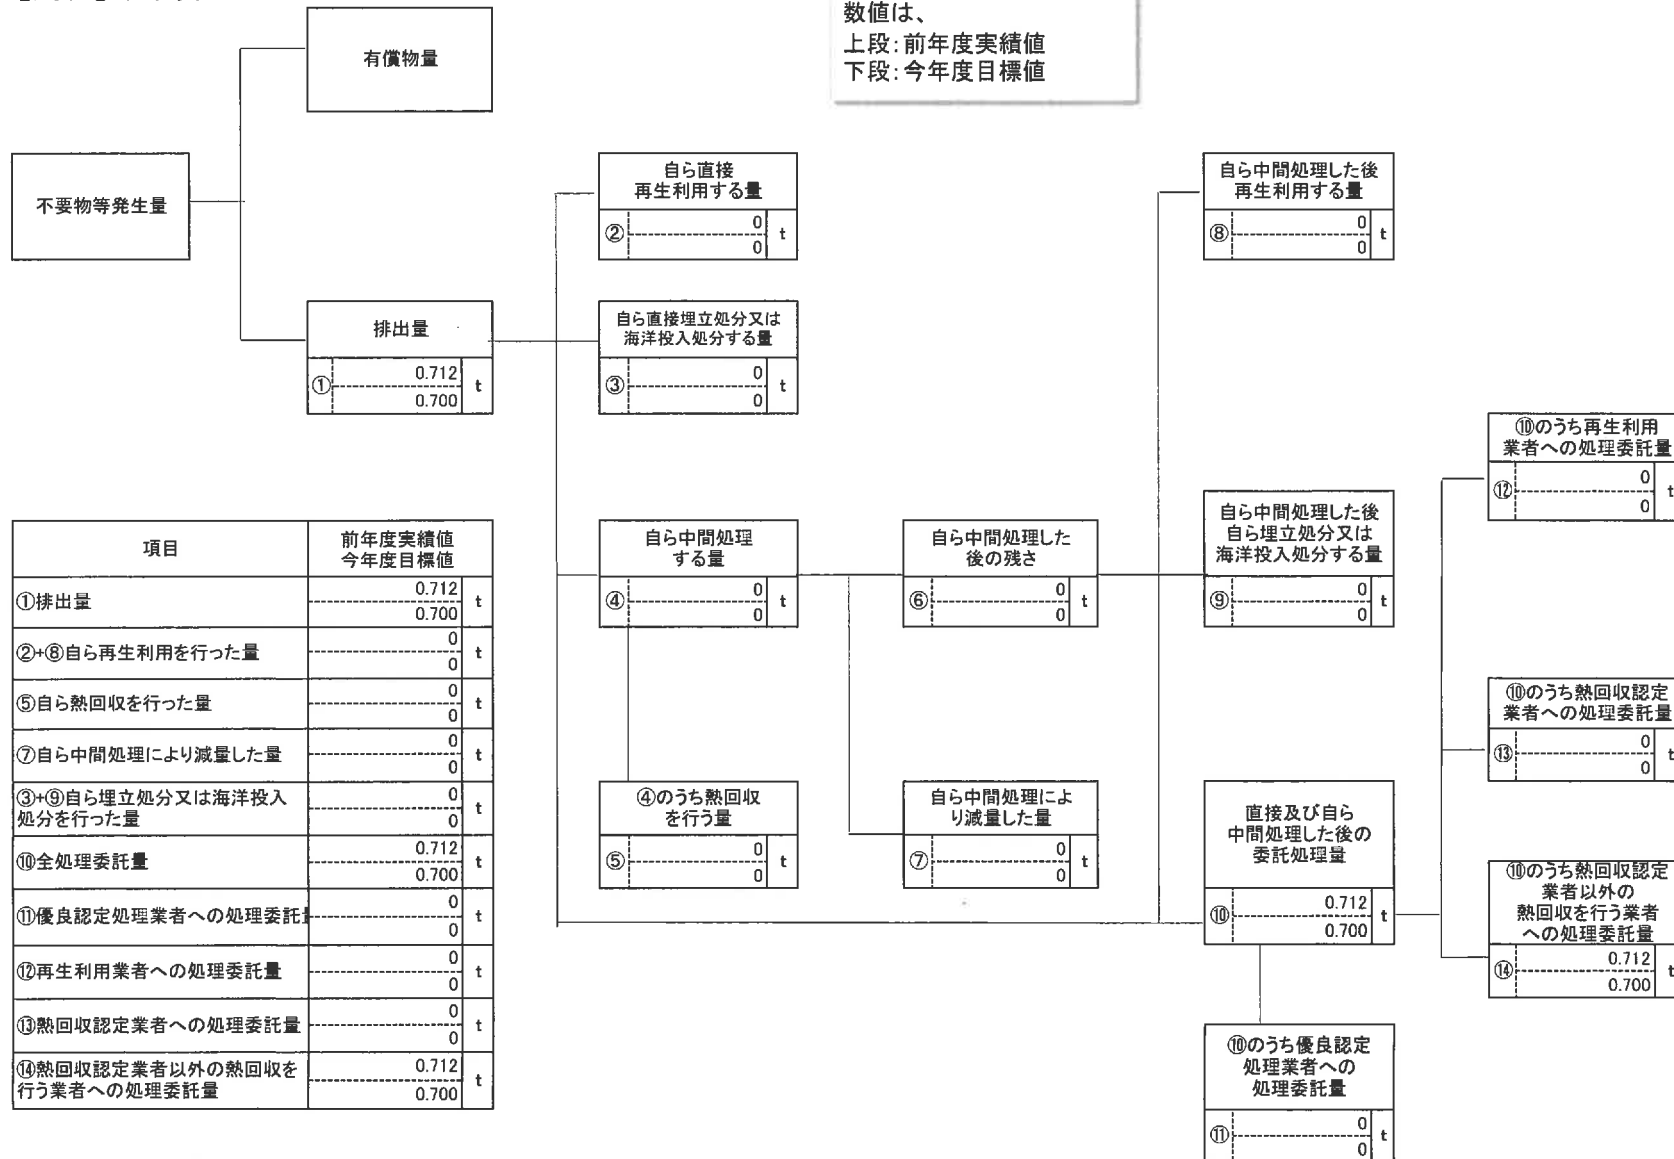 数値は、
上段:前年度実績値
下段:今年度目標値
有償物量
不要物等発生量
排出量
① 0.712 t
0.700
自ら直接
再生利用する量
② 0 t
0
自ら直接埋立処分又は
海洋投入処分する量
③ 0 t
0
自ら中間処理した後
再生利用する量
⑧ 0 t
0
自ら中間処理
する量
④ 0 t
0
自ら中間処理した
後の残さ
⑥ 0 t
0
自ら中間処理した後
自ら埋立処分又は
海洋投入処分する量
⑨ 0 t
0
④のうち熱回収
を行う量
⑤ 0 t
0
自ら中間処理によ
り減量した量
⑦ 0 t
0
直接及び自ら
中間処理した後の
委託処理量
⑩ 0.712 t
0.700
⑩のうち優良認定
処理業者への
処理委託量
⑪ 0 t
0
⑩のうち再生利用
業者への処理委託量
⑫ 0 t
0
⑩のうち熱回収認定
業者への処理委託量
⑬ 0 t
0
⑩のうち熱回収認定
業者以外の
熱回収を行う業者
への処理委託量
⑭ 0.712 t
0.700
項目 前年度実績値
今年度目標値
①排出量 0.712 t
0.700
②+⑧自ら再生利用を行った量 0 t
0
⑤自ら熱回収を行った量 0 t
0
⑦自ら中間処理により減量した量 0 t
0
③+⑨自ら埋立処分又は海洋投入 0 t
処分を行った量 0
⑩全処理委託量 0.712 t
0.700
⑪優良認定処理業者への処理委託 0 t
0
⑫再生利用業者への処理委託量 0 t
0
⑬熱回収認定業者への処理委託量 0 t
0
⑭熱回収認定業者以外の熱回収を 0.712 t
行う業者への処理委託量 0.700